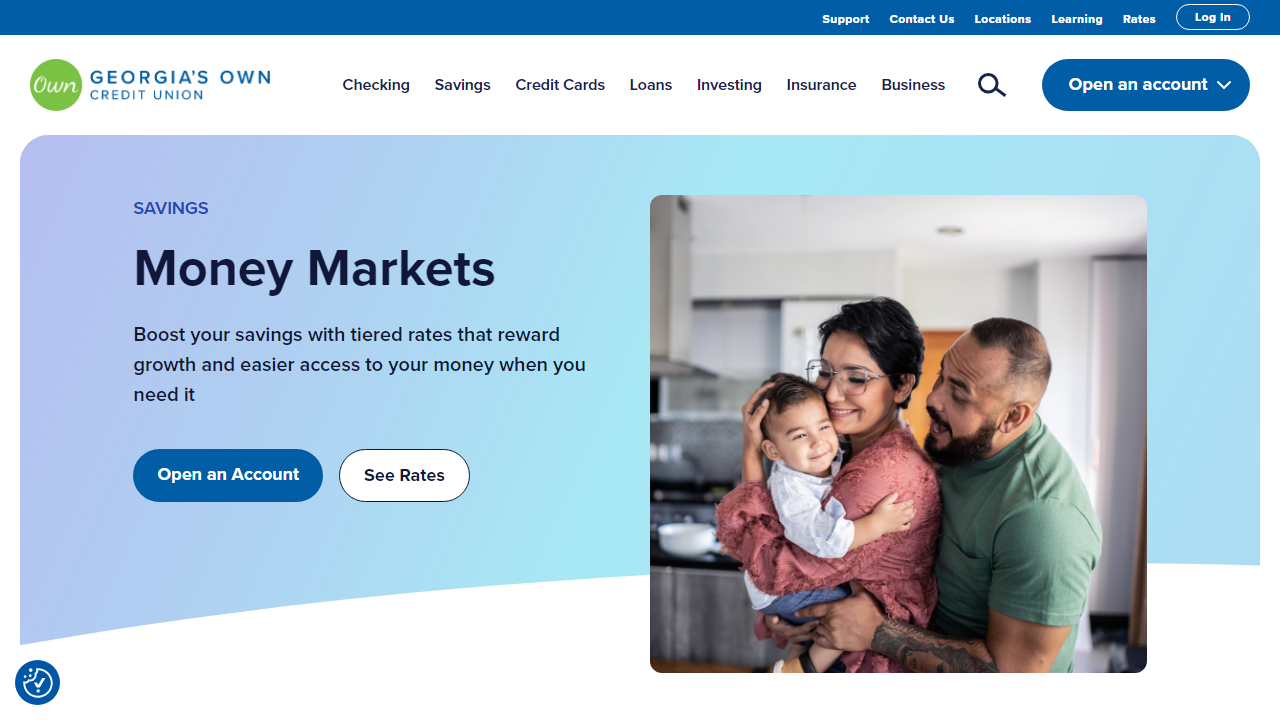 Support Contact Us Locations Learning Rates Log In
Own GEORGIA'S OWN
CREDIT UNION
Checking Savings Credit Cards Loans Investing Insurance Business Open an account
SAVINGS
Money Markets
Boost your savings with tiered rates that reward
growth and easier access to your money when you
need it
Open an Account See Rates